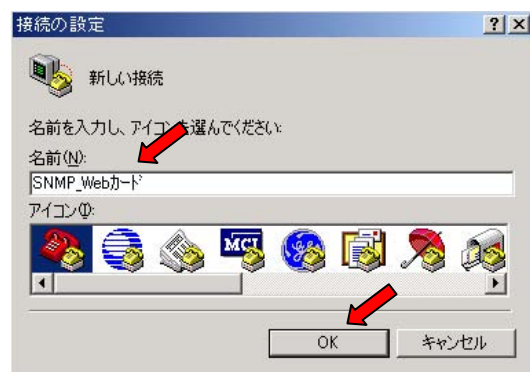 接続の設定
新しい接続
名前を入力し、アイコンを選んでください:
名前(N):
SNMP_Webカード
アイコン(I):
MCI
OK
キャンセル